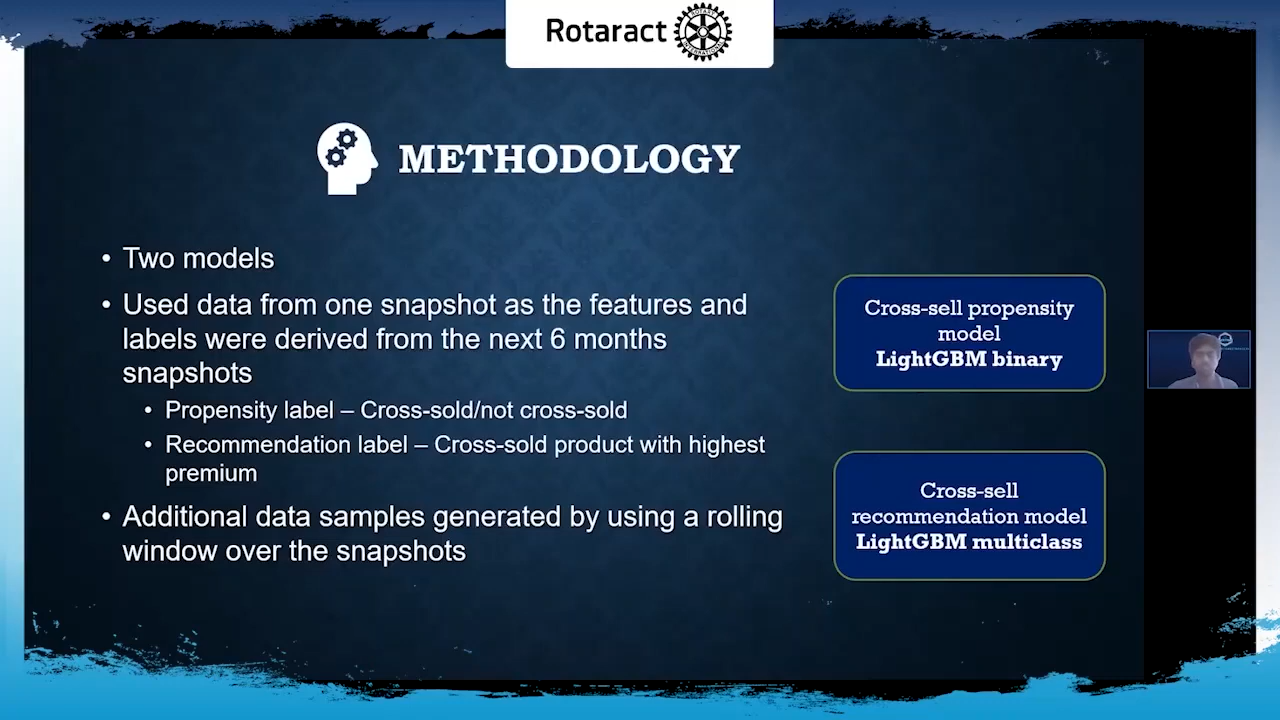 Rotaract
METHODOLOGY
• Two models
• Used data from one snapshot as the features and
labels were derived from the next 6 months
snapshots
• Propensity label – Cross-sold/not cross-sold
• Recommendation label – Cross-sold product with highest
premium
• Additional data samples generated by using a rolling
window over the snapshots
Cross-sell propensity
model
LightGBM binary
Cross-sell
recommendation model
LightGBM multiclass